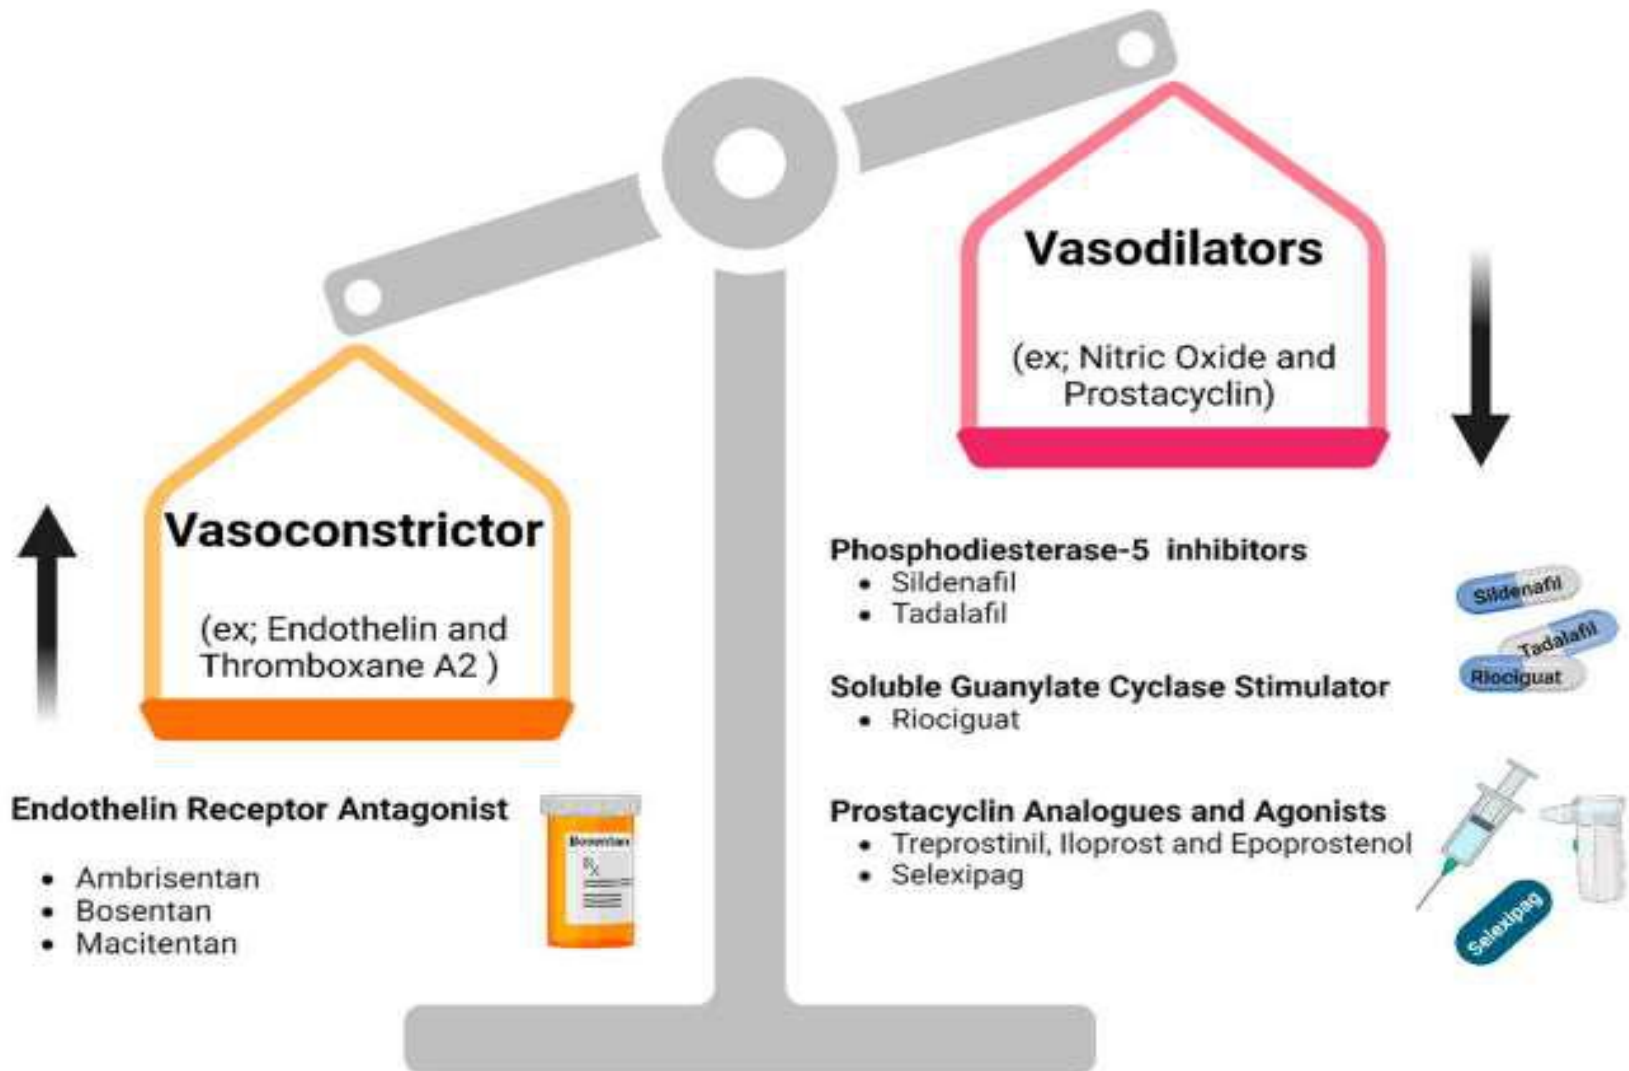 Vasodilators
(ex; Nitric Oxide and
Prostacyclin)
Vasoconstrictor
(ex; Endothelin and
Thromboxane A2 )
Endothelin Receptor Antagonist
• Ambrisentan
• Bosentan
• Macitentan
Bosentan
Rx
Phosphodiesterase-5 inhibitors
• Sildenafil
• Tadalafil
Soluble Guanylate Cyclase Stimulator
• Riociguat
Prostacyclin Analogues and Agonists
• Treprostinil, Iloprost and Epoprostenol
• Selexipag
Sildenafil
Tadalafil
Riociguat
Selexipag